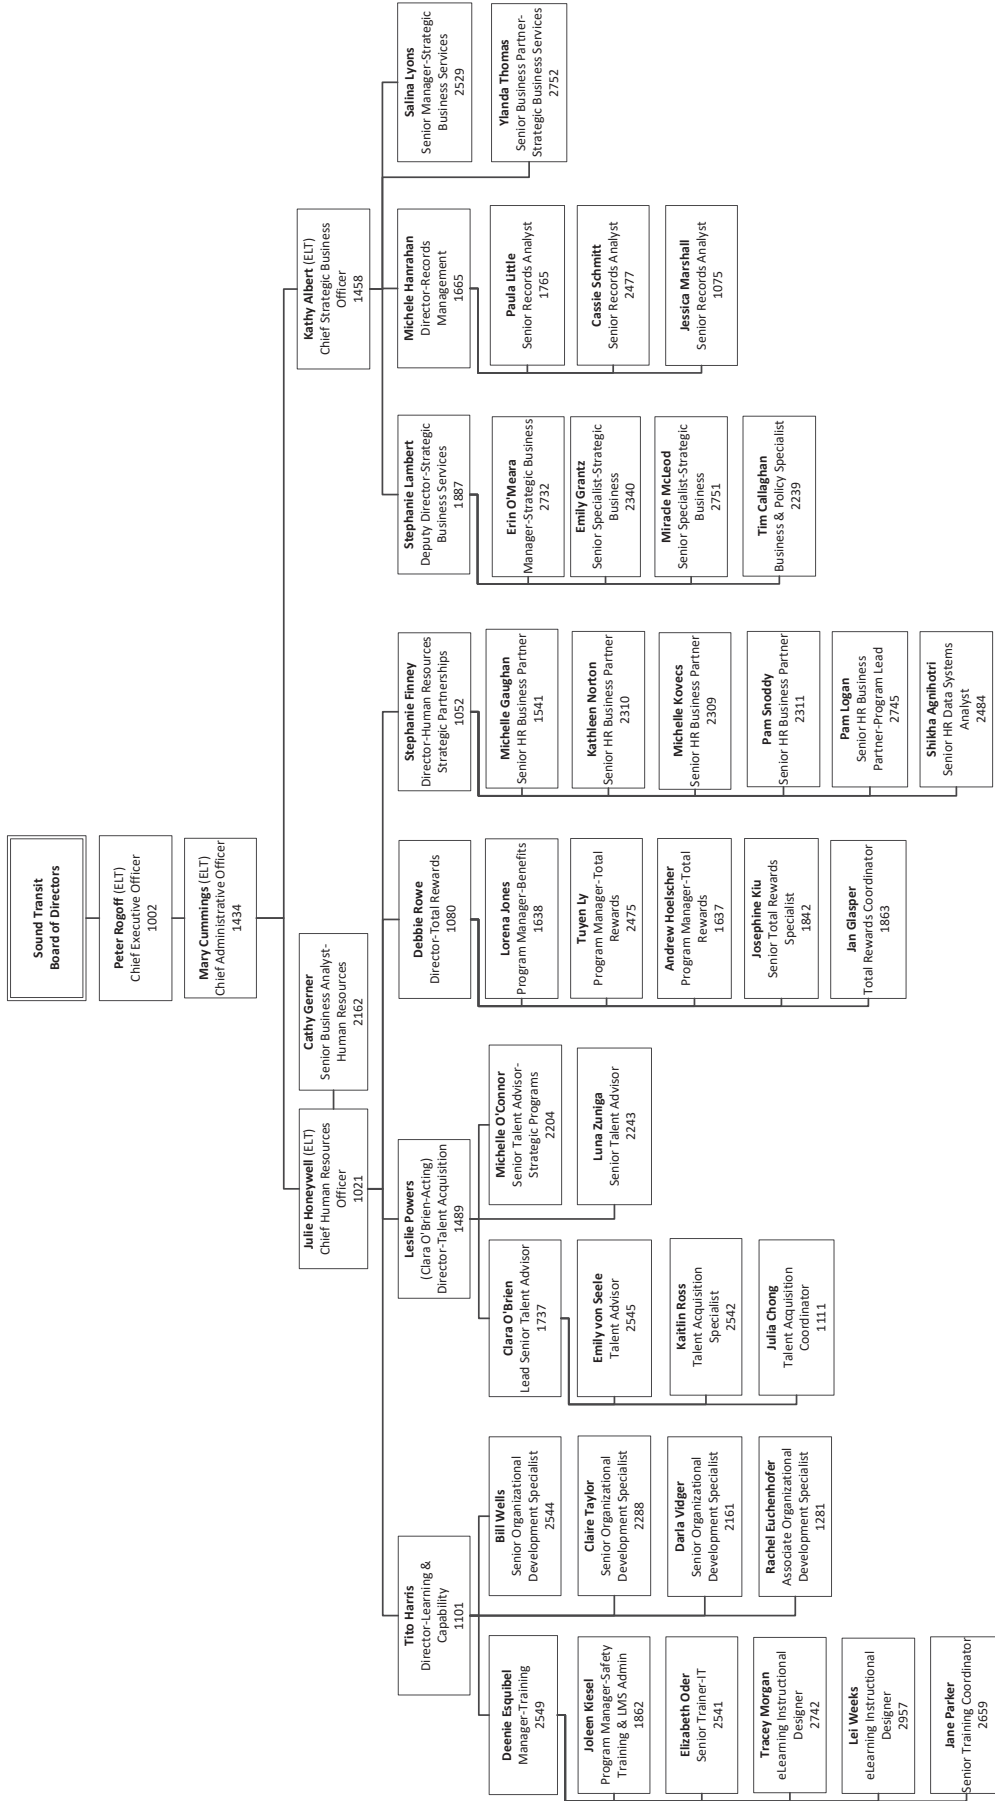 Sound Transit
Board of Directors
Peter Rogoff (ELT)
Chief Executive Officer
1002
Mary Cummings (ELT)
Chief Administrative Officer
1434
Julie Honeywell (ELT)
Chief Human Resources
Officer
1021
Cathy Gerner
Senior Business Analyst-
Human Resources
2162
Kathy Albert (ELT)
Chief Strategic Business
Officer
1458
Tito Harris
Director-Learning &
Capability
1101
Leslie Powers
(Clara O'Brien-Acting)
Director-Talent Acquisition
1489
Debbie Rowe
Director-Total Rewards
1080
Stephanie Finney
Director-Human Resources
Strategic Partnerships
1052
Stephanie Lambert
Deputy Director-Strategic
Business Services
1887
Michele Hanrahan
Director-Records
Management
1665
Salina Lyons
Senior Manager-Strategic
Business Services
2529
Deenie Esquibel
Manager-Training
2549
Joleen Kiesel
Program Manager-Safety
Training & LMS Admin
1862
Elizabeth Oder
Senior Trainer-IT
2541
Tracey Morgan
eLearning Instructional
Designer
2742
Lei Weeks
eLearning Instructional
Designer
2957
Jane Parker
Senior Training Coordinator
2659
Bill Wells
Senior Organizational
Development Specialist
2544
Claire Taylor
Senior Organizational
Development Specialist
2288
Darla Vidger
Senior Organizational
Development Specialist
2161
Rachel Euchenhofer
Associate Organizational
Development Specialist
1281
Clara O'Brien
Lead Senior Talent Advisor
1737
Emily von Seele
Talent Advisor
2545
Kaitlin Ross
Talent Acquisition
Specialist
2542
Julia Chong
Talent Acquisition
Coordinator
1111
Michelle O'Connor
Senior Talent Advisor-
Strategic Programs
2204
Luna Zuniga
Senior Talent Advisor
2243
Lorena Jones
Program Manager-Benefits
1638
Tuyen Ly
Program Manager-Total
Rewards
2475
Andrew Hoelscher
Program Manager-Total
Rewards
1637
Josephine Kiu
Senior Total Rewards
Specialist
1842
Jan Glasper
Total Rewards Coordinator
1863
Michelle Gaughan
Senior HR Business Partner
1541
Kathleen Norton
Senior HR Business Partner
2310
Michelle Kovecs
Senior HR Business Partner
2309
Pam Snoddy
Senior HR Business Partner
2311
Pam Logan
Senior HR Business
Partner-Program Lead
2745
Shikha Agnihotri
Senior HR Data Systems
Analyst
2484
Erin O'Meara
Manager-Strategic Business
2732
Emily Grantz
Senior Specialist-Strategic
Business
2340
Miracle McLeod
Senior Specialist-Strategic
Business
2751
Tim Callaghan
Business & Policy Specialist
2239
Paula Little
Senior Records Analyst
1765
Cassie Schmitt
Senior Records Analyst
2477
Jessica Marshall
Senior Records Analyst
1075
Ylanda Thomas
Senior Business Partner-
Strategic Business Services
2752